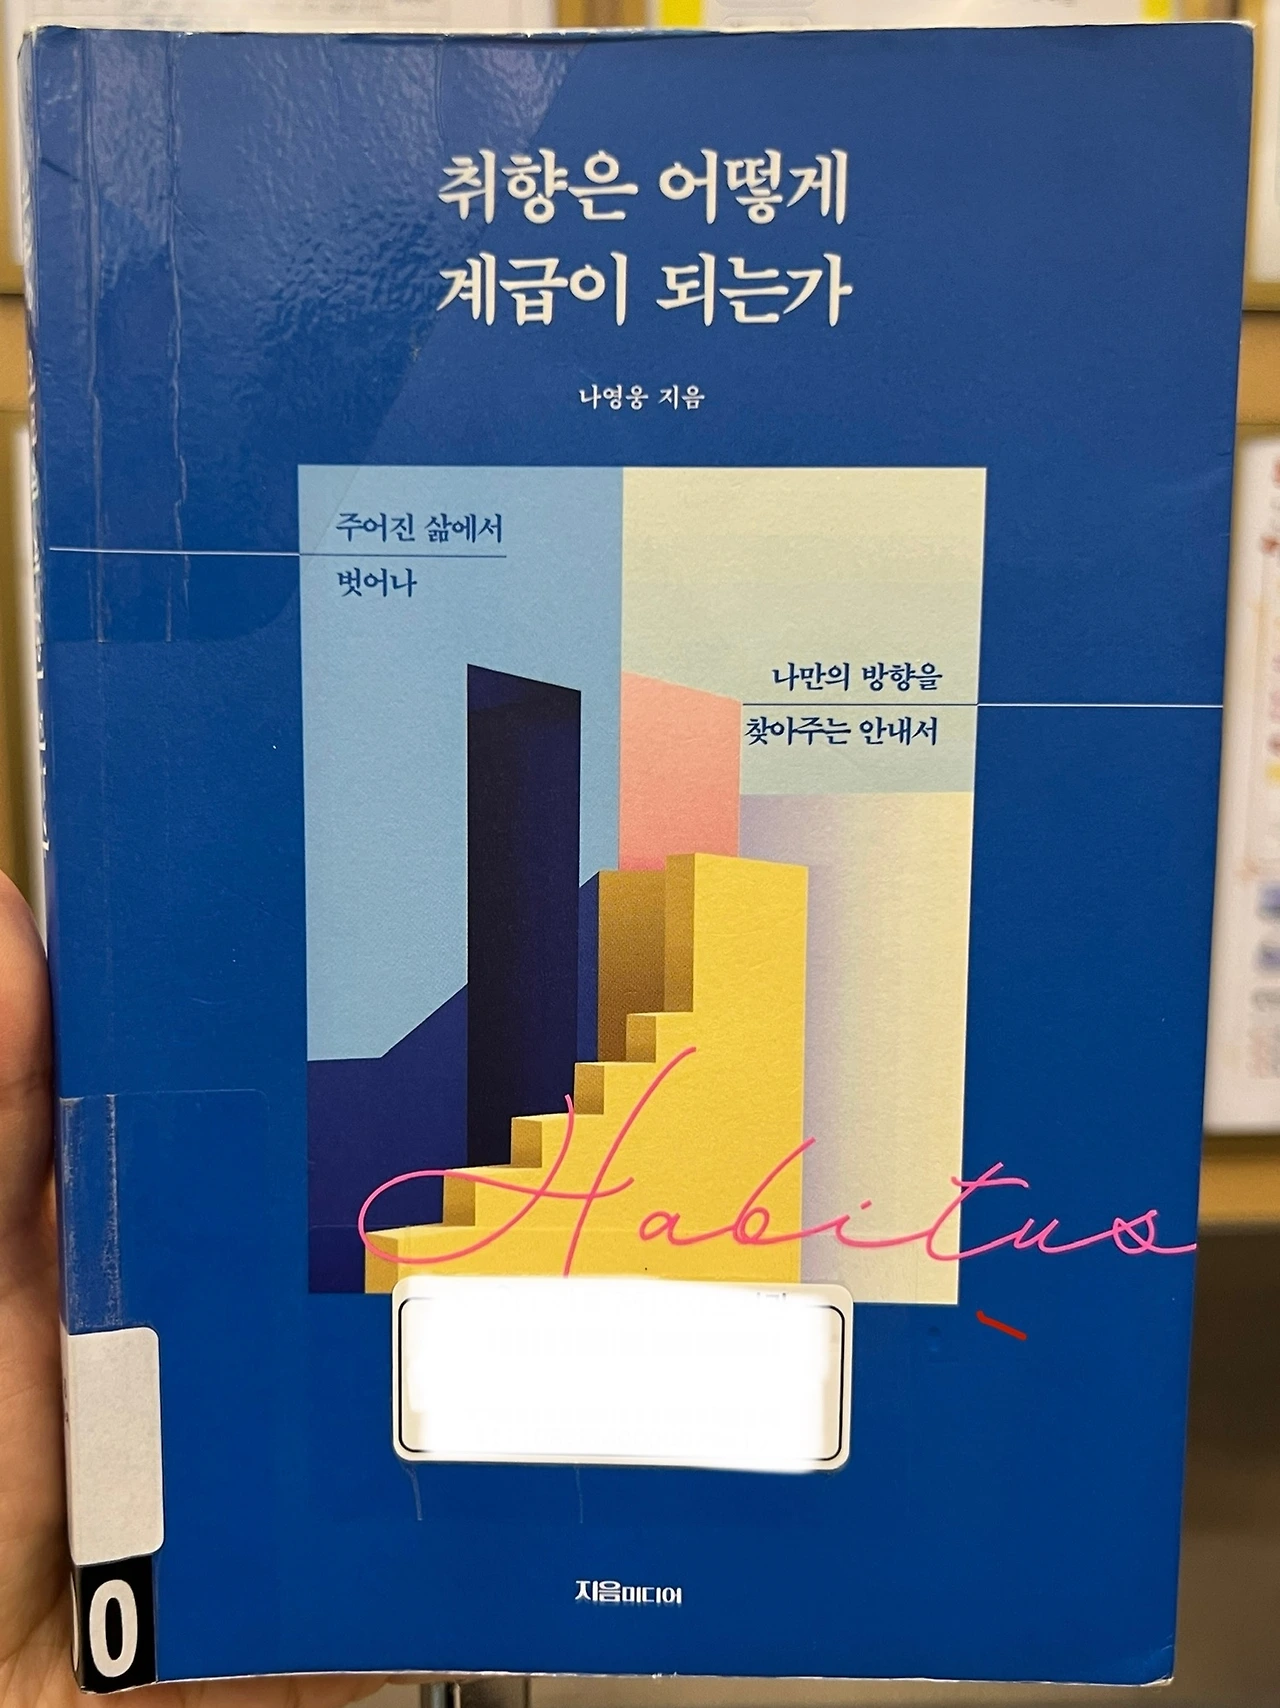 취향은 어떻게
계급이 되는가
나영웅 지음
주어진 삶에서
벗어나
나만의 방향을
찾아주는 안내서
Habitus
지음미디어
0